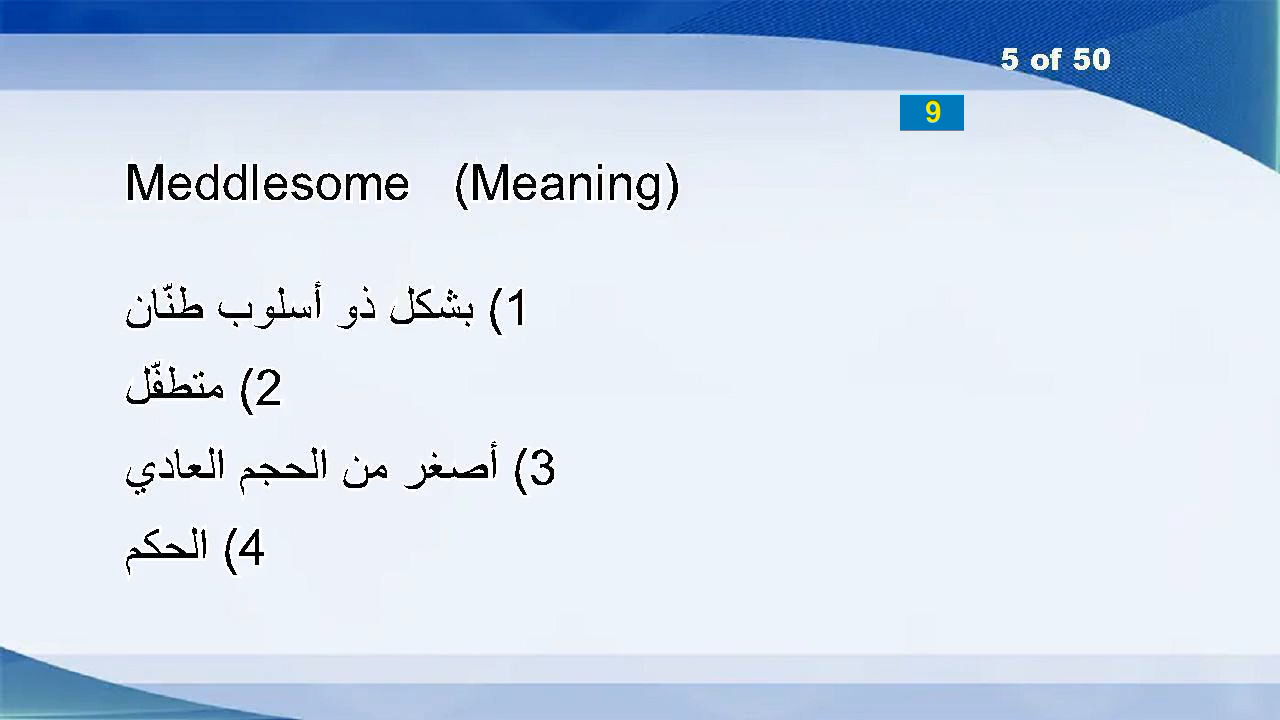 5 of 50
9
Meddlesome (Meaning)
1) بشكل ذو أسلوب طنّان
2) متطفّل
3) أصغر من الحجم العادي
4) الحكم